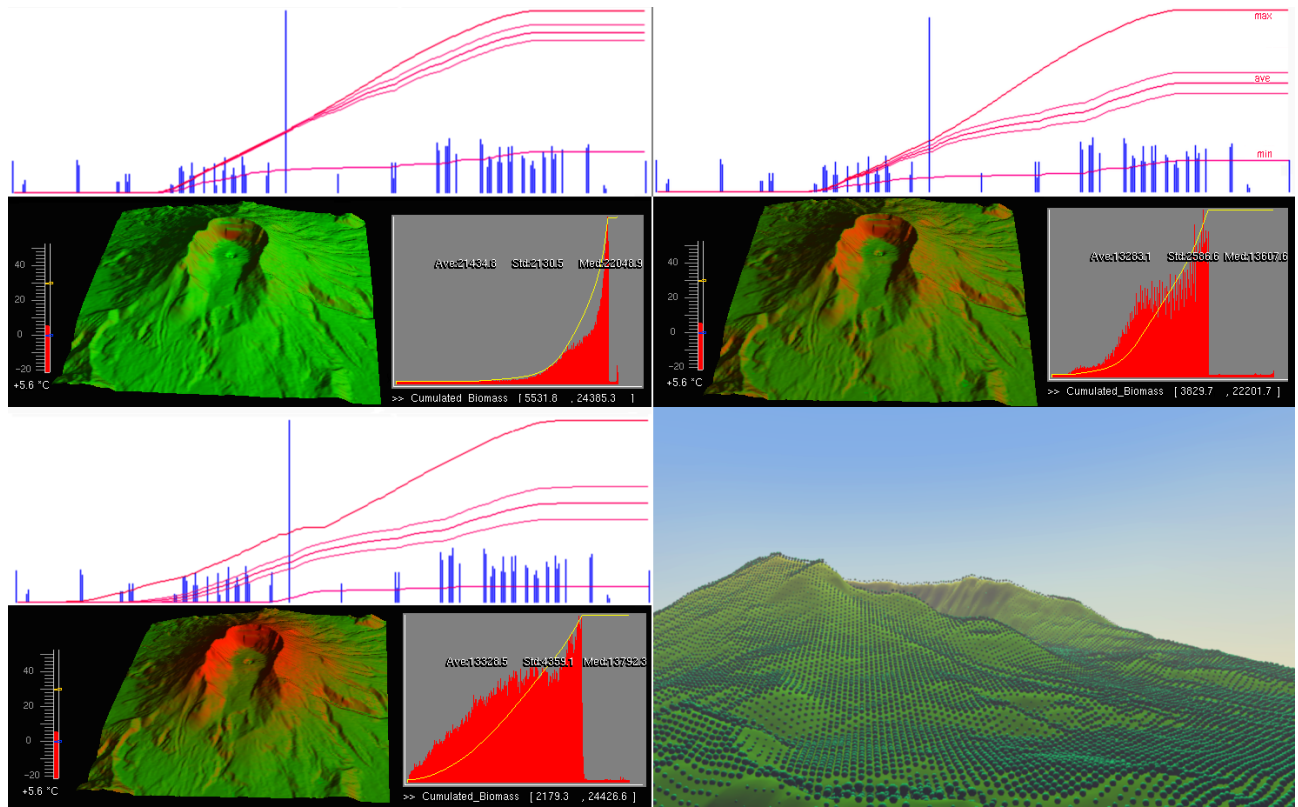 max
ave
min
40
20
0
-20
+5.6 °C
Ave:21434.8 Std:2130.5 Med:22048.9
>> Cumulated_Biomass [ 5531.8 , 24385.3 ]
40
20
0
-20
+5.6 °C
Ave:13283.1 Std:2586.6 Med:13607.6
>> Cumulated_Biomass [ 3829.7 , 22201.7 ]
40
20
0
-20
+5.6 °C
Ave:13328.5 Std:4359.1 Med:13792.3
>> Cumulated_Biomass [ 2179.3 , 24426.6 ]